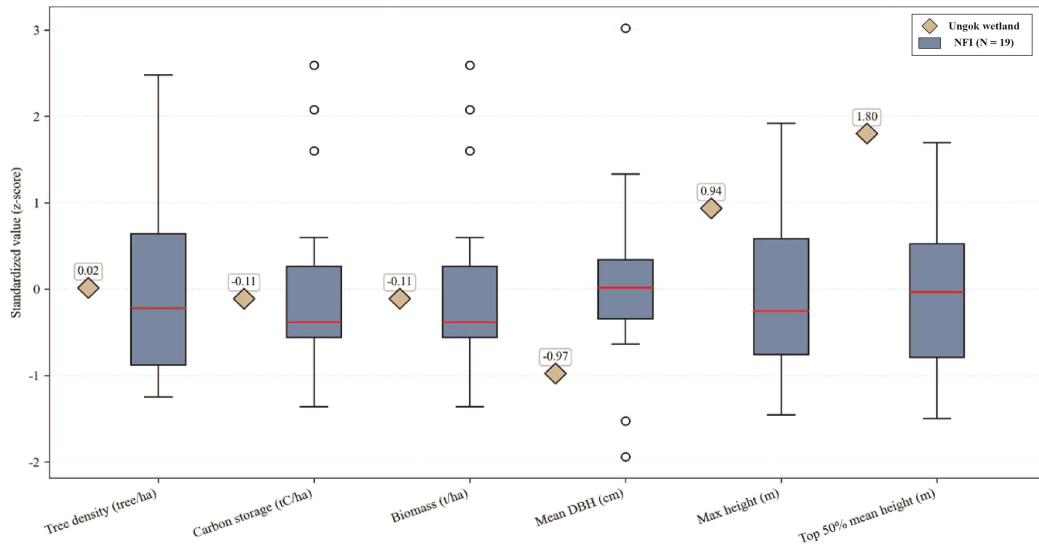 Ungok wetland
NFI (N = 19)
3
2
1
0
-1
-2
Standardized value (z-score)
0.02
-0.11
-0.11
-0.97
0.94
1.80
Tree density (tree/ha)
Carbon storage (tC/ha)
Biomass (t/ha)
Mean DBH (cm)
Max height (m)
Top 50% mean height (m)